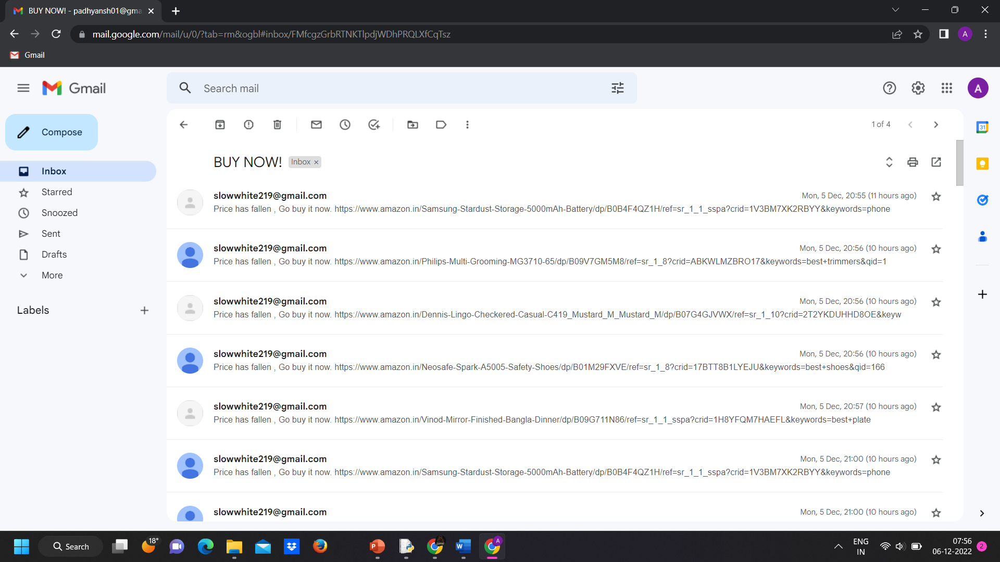 BUY NOW! - padhyansh01@gma
mail.google.com/mail/u/0/?tab=rm&ogbl#inbox/FMfcgzGrbRTNKTlpdjWDhPRQLXfCqTsz
A
Gmail
Gmail
Search mail
A
Compose
1 of 4
31
BUY NOW!
Inbox ×
Inbox
Starred
Snoozed
Sent
Drafts
More
Labels
slowwhite219@gmail.com
Mon, 5 Dec, 20:55 (11 hours ago)
Price has fallen , Go buy it now. https://www.amazon.in/Samsung-Stardust-Storage-5000mAh-Battery/dp/B0B4F4QZ1H/ref=sr_1_1_sspa?crid=1V3BM7XK2RBYY&keywords=phone
slowwhite219@gmail.com
Mon, 5 Dec, 20:56 (10 hours ago)
Price has fallen , Go buy it now. https://www.amazon.in/Philips-Multi-Grooming-MG3710-65/dp/B09V7GM5M8/ref=sr_1_8?crid=ABKWLMZBRO17&keywords=best+trimmers&qid=1
slowwhite219@gmail.com
Mon, 5 Dec, 20:56 (10 hours ago)
Price has fallen , Go buy it now. https://www.amazon.in/Dennis-Lingo-Checkered-Casual-C419_Mustard_M_Mustard_M/dp/B07G4GJVWX/ref=sr_1_10?crid=2T2YKDUHHD8OE&keyw
slowwhite219@gmail.com
Mon, 5 Dec, 20:56 (10 hours ago)
Price has fallen , Go buy it now. https://www.amazon.in/Neosafe-Spark-A5005-Safety-Shoes/dp/B01M29FXVE/ref=sr_1_8?crid=17BTT8B1LYEJU&keywords=best+shoes&qid=166
slowwhite219@gmail.com
Mon, 5 Dec, 20:57 (10 hours ago)
Price has fallen , Go buy it now. https://www.amazon.in/Vinod-Mirror-Finished-Bangla-Dinner/dp/B09G711N86/ref=sr_1_1_sspa?crid=1H8YFQM7HAEFL&keywords=best+plate
slowwhite219@gmail.com
Mon, 5 Dec, 21:00 (10 hours ago)
Price has fallen , Go buy it now. https://www.amazon.in/Samsung-Stardust-Storage-5000mAh-Battery/dp/B0B4F4QZ1H/ref=sr_1_1_sspa?crid=1V3BM7XK2RBYY&keywords=phone
slowwhite219@gmail.com
Mon, 5 Dec, 21:00 (10 hours ago)
Search
18°
P
W
A
ENG
IN
07:56
06-12-2022
2